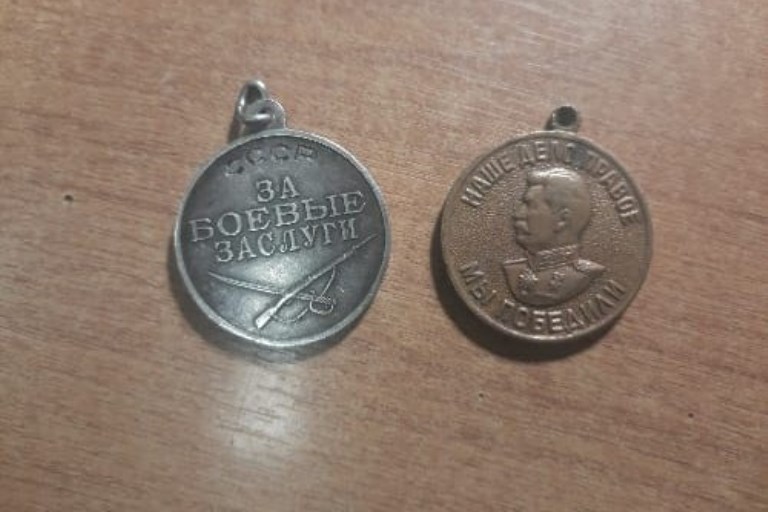 СССР
ЗА
БОЕВЫЕ
ЗАСЛУГИ
НАШЕ ДЕЛО ПРАВОЕ
МЫ ПОБЕДИЛИ